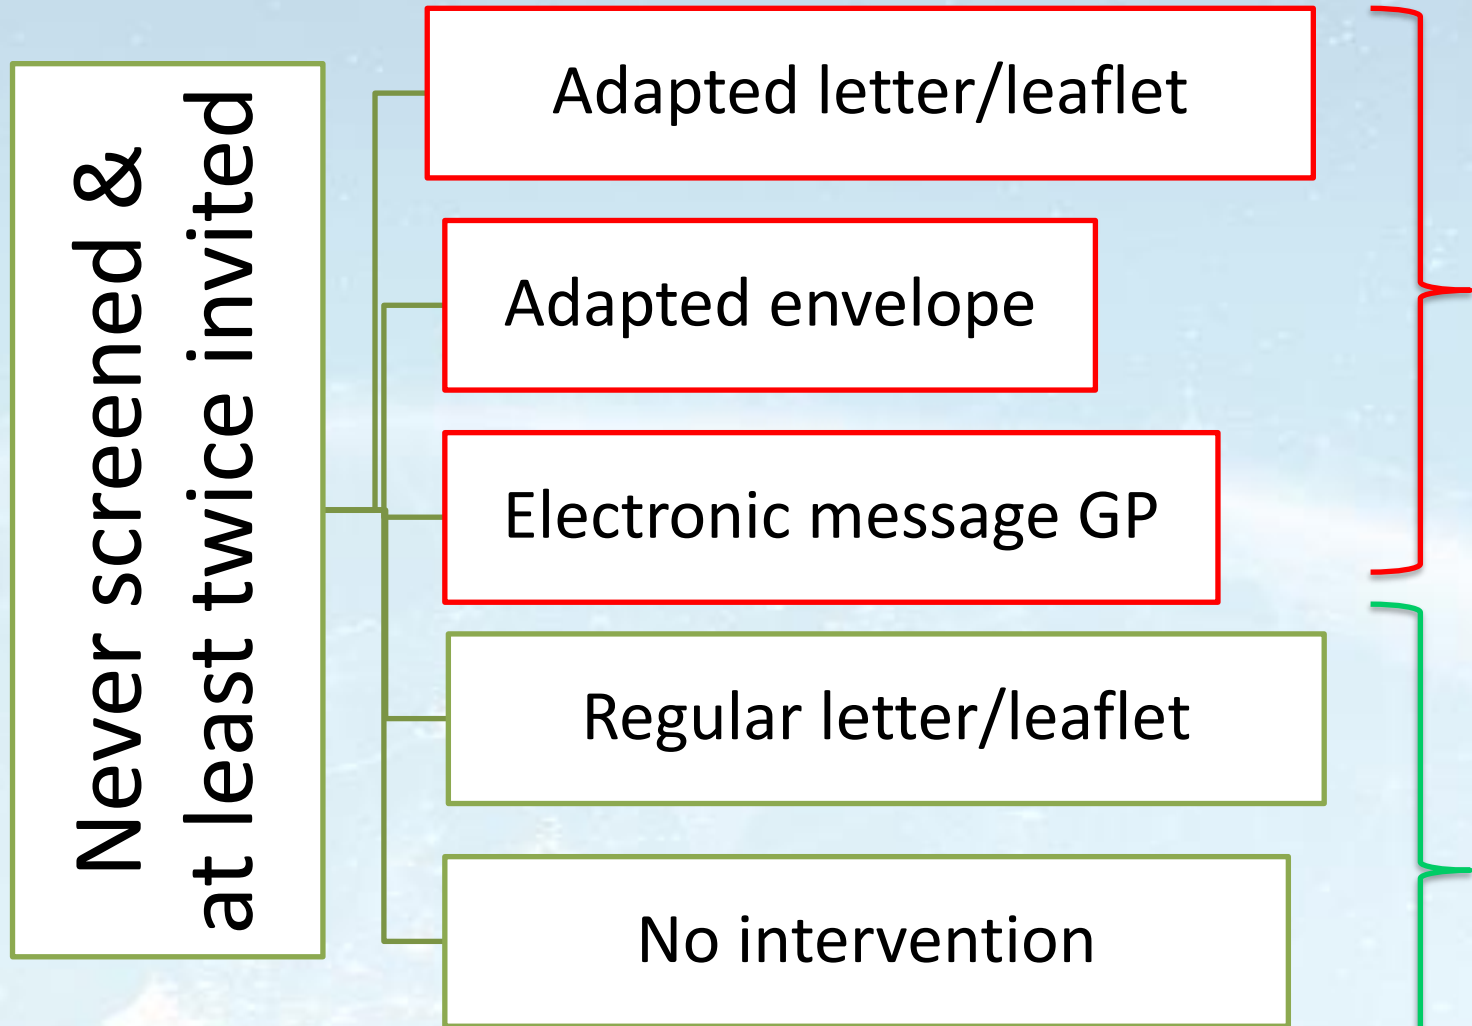 Never screened &
at least twice invited
Adapted letter/leaflet
Adapted envelope
Electronic message GP
Regular letter/leaflet
No intervention